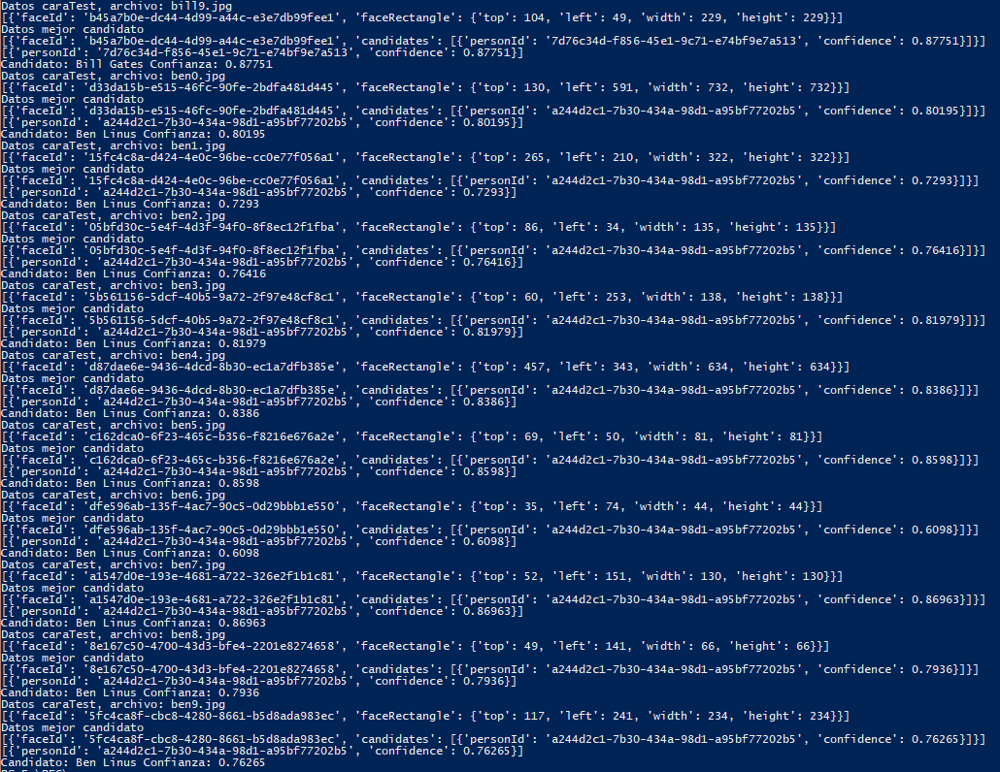 Datos caraTest, archivo: bill9.jpg
[{'faceId': 'b45a7b0e-dc44-4d99-a44c-e3e7db99fee1', 'faceRectangle': {'top': 104, 'left': 49, 'width': 229, 'height': 229}}]
Datos mejor candidato
[{'faceId': 'b45a7b0e-dc44-4d99-a44c-e3e7db99fee1', 'candidates': [{'personId': '7d76c34d-f856-45e1-9c71-e74bf9e7a513', 'confidence': 0.87751}]}]
[{'personId': '7d76c34d-f856-45e1-9c71-e74bf9e7a513', 'confidence': 0.87751}]
Candidato: Bill Gates Confianza: 0.87751
Datos caraTest, archivo: ben0.jpg
[{'faceId': 'd33da15b-e515-46fc-90fe-2bdfa481d445', 'faceRectangle': {'top': 130, 'left': 591, 'width': 732, 'height': 732}}]
Datos mejor candidato
[{'faceId': 'd33da15b-e515-46fc-90fe-2bdfa481d445', 'candidates': [{'personId': 'a244d2c1-7b30-434a-98d1-a95bf77202b5', 'confidence': 0.80195}]}]
[{'personId': 'a244d2c1-7b30-434a-98d1-a95bf77202b5', 'confidence': 0.80195}]
Candidato: Ben Linus Confianza: 0.80195
Datos caraTest, archivo: ben1.jpg
[{'faceId': '15fc4c8a-d424-4e0c-96be-cc0e77f056a1', 'faceRectangle': {'top': 265, 'left': 210, 'width': 322, 'height': 322}}]
Datos mejor candidato
[{'faceId': '15fc4c8a-d424-4e0c-96be-cc0e77f056a1', 'candidates': [{'personId': 'a244d2c1-7b30-434a-98d1-a95bf77202b5', 'confidence': 0.7293}]}]
[{'personId': 'a244d2c1-7b30-434a-98d1-a95bf77202b5', 'confidence': 0.7293}]
Candidato: Ben Linus Confianza: 0.7293
Datos caraTest, archivo: ben2.jpg
[{'faceId': '05bfd30c-5e4f-4d3f-94f0-8f8ec12f1fba', 'faceRectangle': {'top': 86, 'left': 34, 'width': 135, 'height': 135}}]
Datos mejor candidato
[{'faceId': '05bfd30c-5e4f-4d3f-94f0-8f8ec12f1fba', 'candidates': [{'personId': 'a244d2c1-7b30-434a-98d1-a95bf77202b5', 'confidence': 0.76416}]}]
[{'personId': 'a244d2c1-7b30-434a-98d1-a95bf77202b5', 'confidence': 0.76416}]
Candidato: Ben Linus Confianza: 0.76416
Datos caraTest, archivo: ben3.jpg
[{'faceId': '5b561156-5dcf-40b5-9a72-2f97e48cf8c1', 'faceRectangle': {'top': 60, 'left': 253, 'width': 138, 'height': 138}}]
Datos mejor candidato
[{'faceId': '5b561156-5dcf-40b5-9a72-2f97e48cf8c1', 'candidates': [{'personId': 'a244d2c1-7b30-434a-98d1-a95bf77202b5', 'confidence': 0.81979}]}]
[{'personId': 'a244d2c1-7b30-434a-98d1-a95bf77202b5', 'confidence': 0.81979}]
Candidato: Ben Linus Confianza: 0.81979
Datos caraTest, archivo: ben4.jpg
[{'faceId': 'd87dae6e-9436-4dcd-8b30-ec1a7dfb385e', 'faceRectangle': {'top': 457, 'left': 343, 'width': 634, 'height': 634}}]
Datos mejor candidato
[{'faceId': 'd87dae6e-9436-4dcd-8b30-ec1a7dfb385e', 'candidates': [{'personId': 'a244d2c1-7b30-434a-98d1-a95bf77202b5', 'confidence': 0.8386}]}]
[{'personId': 'a244d2c1-7b30-434a-98d1-a95bf77202b5', 'confidence': 0.8386}]
Candidato: Ben Linus Confianza: 0.8386
Datos caraTest, archivo: ben5.jpg
[{'faceId': 'c162dca0-6f23-465c-b356-f8216e676a2e', 'faceRectangle': {'top': 69, 'left': 50, 'width': 81, 'height': 81}}]
Datos mejor candidato
[{'faceId': 'c162dca0-6f23-465c-b356-f8216e676a2e', 'candidates': [{'personId': 'a244d2c1-7b30-434a-98d1-a95bf77202b5', 'confidence': 0.8598}]}]
[{'personId': 'a244d2c1-7b30-434a-98d1-a95bf77202b5', 'confidence': 0.8598}]
Candidato: Ben Linus Confianza: 0.8598
Datos caraTest, archivo: ben6.jpg
[{'faceId': 'dfe596ab-135f-4ac7-90c5-0d29bbb1e550', 'faceRectangle': {'top': 35, 'left': 74, 'width': 44, 'height': 44}}]
Datos mejor candidato
[{'faceId': 'dfe596ab-135f-4ac7-90c5-0d29bbb1e550', 'candidates': [{'personId': 'a244d2c1-7b30-434a-98d1-a95bf77202b5', 'confidence': 0.6098}]}]
[{'personId': 'a244d2c1-7b30-434a-98d1-a95bf77202b5', 'confidence': 0.6098}]
Candidato: Ben Linus Confianza: 0.6098
Datos caraTest, archivo: ben7.jpg
[{'faceId': 'a1547d0e-193e-4681-a722-326e2f1b1c81', 'faceRectangle': {'top': 52, 'left': 151, 'width': 130, 'height': 130}}]
Datos mejor candidato
[{'faceId': 'a1547d0e-193e-4681-a722-326e2f1b1c81', 'candidates': [{'personId': 'a244d2c1-7b30-434a-98d1-a95bf77202b5', 'confidence': 0.86963}]}]
[{'personId': 'a244d2c1-7b30-434a-98d1-a95bf77202b5', 'confidence': 0.86963}]
Candidato: Ben Linus Confianza: 0.86963
Datos caraTest, archivo: ben8.jpg
[{'faceId': '8e167c50-4700-43d3-bfe4-2201e8274658', 'faceRectangle': {'top': 49, 'left': 141, 'width': 66, 'height': 66}}]
Datos mejor candidato
[{'faceId': '8e167c50-4700-43d3-bfe4-2201e8274658', 'candidates': [{'personId': 'a244d2c1-7b30-434a-98d1-a95bf77202b5', 'confidence': 0.7936}]}]
[{'personId': 'a244d2c1-7b30-434a-98d1-a95bf77202b5', 'confidence': 0.7936}]
Candidato: Ben Linus Confianza: 0.7936
Datos caraTest, archivo: ben9.jpg
[{'faceId': '5fc4ca8f-cbc8-4280-8661-b5d8ada983ec', 'faceRectangle': {'top': 117, 'left': 241, 'width': 234, 'height': 234}}]
Datos mejor candidato
[{'faceId': '5fc4ca8f-cbc8-4280-8661-b5d8ada983ec', 'candidates': [{'personId': 'a244d2c1-7b30-434a-98d1-a95bf77202b5', 'confidence': 0.76265}]}]
[{'personId': 'a244d2c1-7b30-434a-98d1-a95bf77202b5', 'confidence': 0.76265}]
Candidato: Ben Linus Confianza: 0.76265